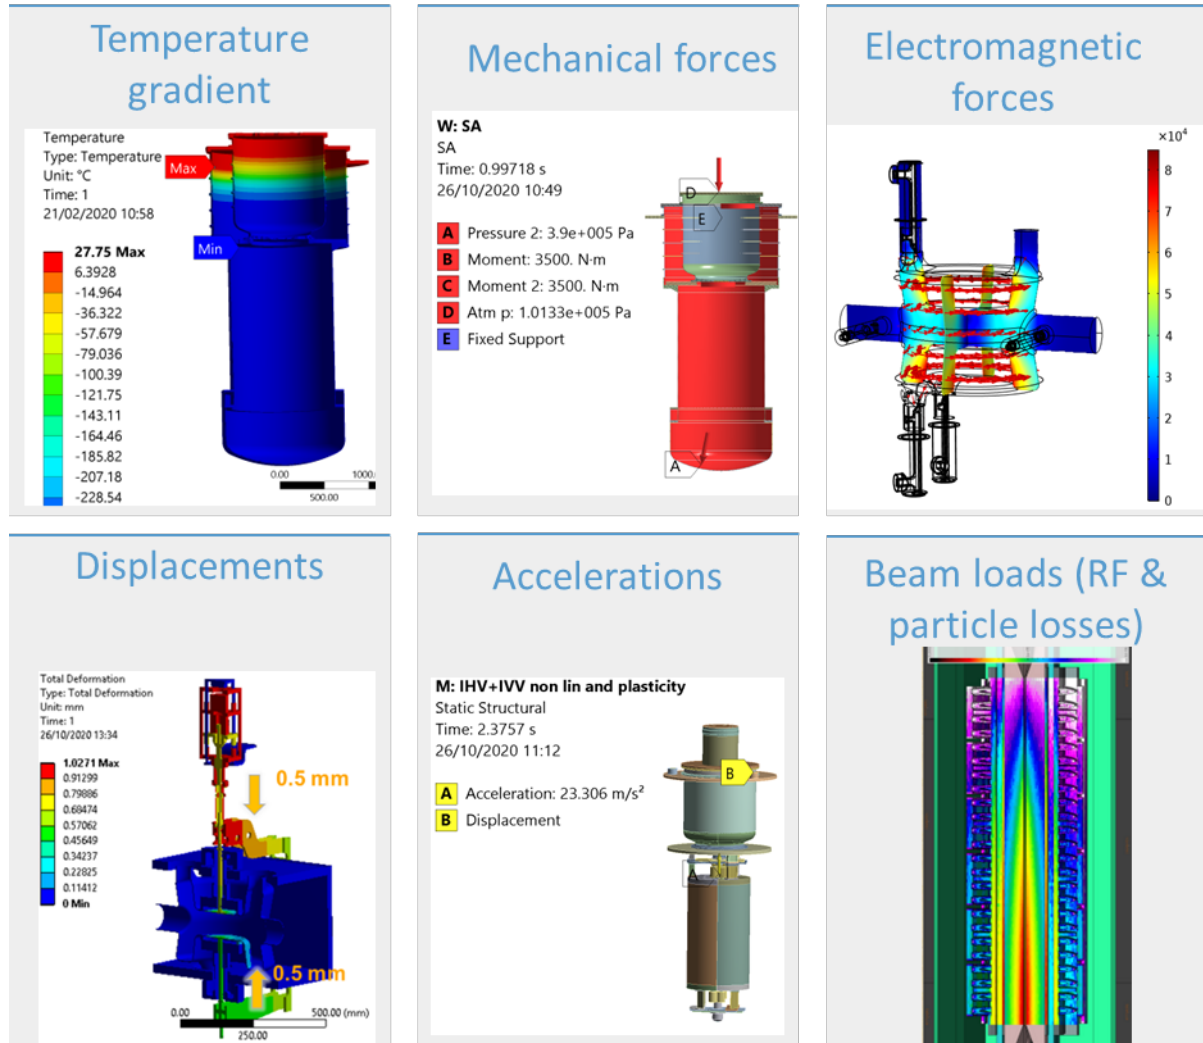 Temperature
gradient
Temperature
Type: Temperature
Unit: °C
Time: 1
21/02/2020 10:58
Max
Min
27.75 Max
6.3928
-14.964
-36.322
-57.679
-79.036
-100.39
-121.75
-143.11
-164.46
-185.82
-207.18
-228.54
0.00
1000.
500.00
Mechanical forces
W: SA
SA
Time: 0.99718 s
26/10/2020 10:49
A Pressure 2: 3.9e+005 Pa
B Moment: 3500. N·m
C Moment 2: 3500. N·m
D Atm p: 1.0133e+005 Pa
E Fixed Support
D
E
A
Electromagnetic
forces
×10⁴
8
7
6
5
4
3
2
1
0
Displacements
Total Deformation
Type: Total Deformation
Unit: mm
Time: 1
26/10/2020 13:34
1.0271 Max
0.91299
0.79886
0.68474
0.57062
0.45649
0.34237
0.22825
0.11412
0 Min
0.5 mm
0.5 mm
0.00
500.00 (mm)
250.00
Accelerations
M: IHV+IVV non lin and plasticity
Static Structural
Time: 2.3757 s
26/10/2020 11:12
A Acceleration: 23.306 m/s²
B Displacement
B
A
Beam loads (RF &
particle losses)